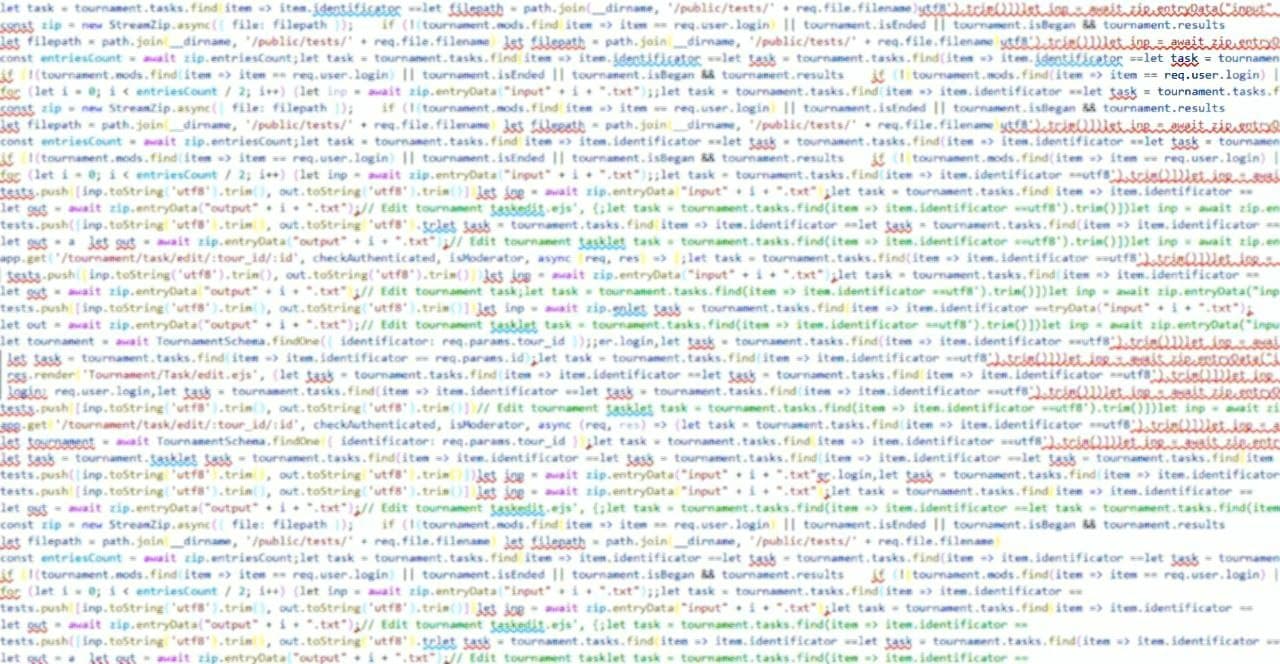 let task = tournament.tasks.find(item => item.identificator ==let filepath = path.join(__dirname, '/public/tests/' + req.file.filename)utf8').trim()])let inp = await zip.entryData("input"
const zip = new StreamZip.async({ file: filepath }); if (!(tournament.mods.find(item => item == req.user.login) || tournament.isEnded || tournament.isBegan && tournament.results
let filepath = path.join(__dirname, '/public/tests/' + req.file.filename) let filepath = path.join(__dirname, '/public/tests/' + req.file.filename)utf8').trim()])let inp = await zip.entryD
const entriesCount = await zip.entriesCount;let task = tournament.tasks.find(item => item.identificator ==let task = tournament.tasks.find(item => item.identificator ==let task = tournamen
if (!(tournament.mods.find(item => item == req.user.login) || tournament.isEnded || tournament.isBegan && tournament.results if (!(tournament.mods.find(item => item == req.user.login) |
for (let i = 0; i < entriesCount / 2; i++) (let inp = await zip.entryData("input" + i + ".txt");;let task = tournament.tasks.find(item => item.identificator ==let task = tournament.tasks.f
const zip = new StreamZip.async({ file: filepath }); if (!(tournament.mods.find(item => item == req.user.login) || tournament.isEnded || tournament.isBegan && tournament.results
let filepath = path.join(__dirname, '/public/tests/' + req.file.filename) let filepath = path.join(__dirname, '/public/tests/' + req.file.filename)utf8').trim()])let inp = await zip.entryD
const entriesCount = await zip.entriesCount;let task = tournament.tasks.find(item => item.identificator ==let task = tournament.tasks.find(item => item.identificator ==let task = tournamen
if (!(tournament.mods.find(item => item == req.user.login) || tournament.isEnded || tournament.isBegan && tournament.results if (!(tournament.mods.find(item => item == req.user.login) |
for (let i = 0; i < entriesCount / 2; i++) (let inp = await zip.entryData("input" + i + ".txt");;let task = tournament.tasks.find(item => item.identificator ==utf8').trim()])let inp = awai
tests.push([inp.toString('utf8').trim(), out.toString('utf8').trim()])let inp = await zip.entryData("input" + i + ".txt");let task = tournament.tasks.find(item => item.identificator ==
let out = await zip.entryData("output" + i + ".txt");// Edit tournament taskedit.ejs', {;let task = tournament.tasks.find(item => item.identificator ==utf8').trim()])let inp = await zip.en
tests.push([inp.toString('utf8').trim(), out.toString('utf8').trlet task = tournament.tasks.find(item => item.identificator ==let task = tournament.tasks.find(item => item.identificator ==
let out = a let out = await zip.entryData("output" + i + ".txt");// Edit tournament tasklet task = tournament.tasks.find(item => item.identificator ==utf8').trim()])let inp = await zip.en
app.get('/tournament/task/edit/:tour_id/:id', checkAuthenticated, isModerator, async (req, res) => {;let task = tournament.tasks.find(item => item.identificator ==utf8').trim()])let inp =
tests.push([inp.toString('utf8').trim(), out.toString('utf8').trim()])let inp = await zip.entryData("input" + i + ".txt");let task = tournament.tasks.find(item => item.identificator ==
let out = await zip.entryData("output" + i + ".txt");// Edit tournament task;let task = tournament.tasks.find(item => item.identificator ==utf8').trim()])let inp = await zip.entryData("inp
tests.push([inp.toString('utf8').trim(), out.toString('utf8').trim()])let inp = await zip.enlet task = tournament.tasks.find(item => item.identificator ==tryData("input" + i + ".txt");
let out = await zip.entryData("output" + i + ".txt");// Edit tournament tasklet task = tournament.tasks.find(item => item.identificator ==utf8').trim()])let inp = await zip.entryData("inpu
let tournament = await TournamentSchema.findOne({ identificator: req.params.tour_id });;er.login,let task = tournament.tasks.find(item => item.identificator ==utf8').trim()])let inp = awai
let task = tournament.tasks.find(item => item.identificator == req.params.id);let task = tournament.tasks.find(item => item.identificator ==utf8').trim()])let inp = await zip.entryData("i
res.render('Tournament/Task/edit.ejs', (let task = tournament.tasks.find(item => item.identificator ==let task = tournament.tasks.find(item => item.identificator ==utf8').trim()])let inp
login: req.user.login,let task = tournament.tasks.find(item => item.identificator ==let task = tournament.tasks.find(item => item.identificator ==utf8').trim()])let inp = await zip.entryD
tests.push([inp.toString('utf8').trim(), out.toString('utf8').trim()])// Edit tournament tasklet task = tournament.tasks.find(item => item.identificator ==utf8').trim()])let inp = await zi
app.get('/tournament/task/edit/:tour_id/:id', checkAuthenticated, isModerator, async (req, res) => (let task = tournament.tasks.find(item => item.identificator ==utf8').trim()])let inp = a
let tournament = await TournamentSchema.findOne({ identificator: req.params.tour_id });let task = tournament.tasks.find(item => item.identificator ==utf8').trim()])let inp = await zip.entr
let task = tournament.tasklet task = tournament.tasks.find(item => item.identificator ==let task = tournament.tasks.find(item => item.identificator ==let task = tournament.tasks.find(item
tests.push([inp.toString('utf8').trim(), out.toString('utf8').trim()])let inp = await zip.entryData("input" + i + ".txt"er.login,let task = tournament.tasks.find(item => item.identificator
tests.push([inp.toString('utf8').trim(), out.toString('utf8').trim()])let inp = await zip.entryData("input" + i + ".txt");let task = tournament.tasks.find(item => item.identificator ==
let out = await zip.entryData("output" + i + ".txt");// Edit tournament taskedit.ejs', {;let task = tournament.tasks.find(item => item.identificator ==let task = tournament.tasks.find(item
const zip = new StreamZip.async({ file: filepath }); if (!(tournament.mods.find(item => item == req.user.login) || tournament.isEnded || tournament.isBegan && tournament.results
let filepath = path.join(__dirname, '/public/tests/' + req.file.filename) let filepath = path.join(__dirname, '/public/tests/' + req.file.filename)
const entriesCount = await zip.entriesCount;let task = tournament.tasks.find(item => item.identificator ==let task = tournament.tasks.find(item => item.identificator ==let task = tournamen
if (!(tournament.mods.find(item => item == req.user.login) || tournament.isEnded || tournament.isBegan && tournament.results if (!(tournament.mods.find(item => item == req.user.login) |
for (let i = 0; i < entriesCount / 2; i++) (let inp = await zip.entryData("input" + i + ".txt");;let task = tournament.tasks.find(item => item.identificator ==
tests.push([inp.toString('utf8').trim(), out.toString('utf8').trim()])let inp = await zip.entryData("input" + i + ".txt");let task = tournament.tasks.find(item => item.identificator ==
let out = await zip.entryData("output" + i + ".txt");// Edit tournament taskedit.ejs', {;let task = tournament.tasks.find(item => item.identificator ==
tests.push([inp.toString('utf8').trim(), out.toString('utf8').trlet task = tournament.tasks.find(item => item.identificator ==let task = tournament.tasks.find(item => item.identificator ==
let out = a let out = await zip.entryData("output" + i + ".txt");// Edit tournament tasklet task = tournament.tasks.find(item => item.identificator ==